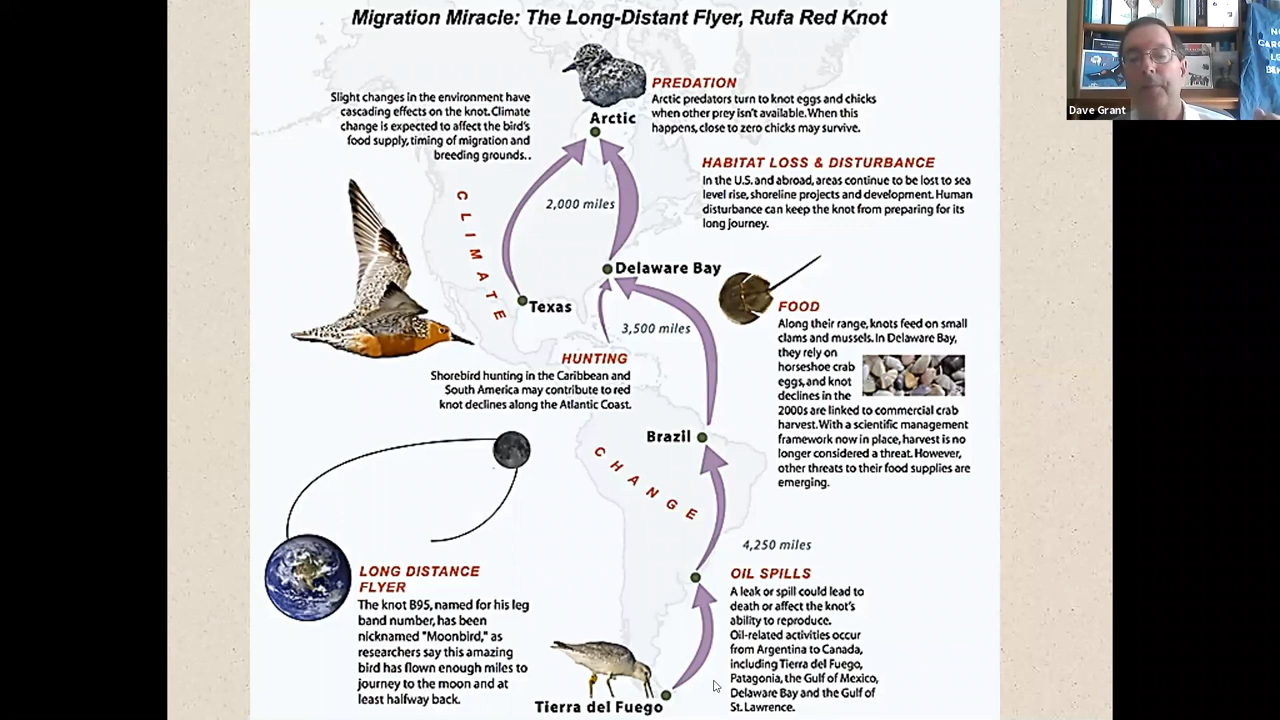 Migration Miracle: The Long-Distant Flyer, Rufa Red Knot
Dave Grant
Slight changes in the environment have
cascading effects on the knot. Climate
change is expected to affect the bird's
food supply, timing of migration and
breeding grounds..
Arctic
PREDATION
Arctic predators turn to knot eggs and chicks
when other prey isn't available. When this
happens, close to zero chicks may survive.
HABITAT LOSS & DISTURBANCE
In the U.S. and abroad, areas continue to be lost to sea
level rise, shoreline projects and development. Human
disturbance can keep the knot from preparing for its
long journey.
CLIMATE
2,000 miles
Delaware Bay
Texas
3,500 miles
FOOD
Along their range, knots feed on small
clams and mussels. In Delaware Bay,
they rely on
horseshoe crab
eggs, and knot
declines in the
2000s are linked to commercial crab
harvest. With a scientific management
framework now in place, harvest is no
longer considered a threat. However,
other threats to their food supplies are
emerging.
HUNTING
Shorebird hunting in the Caribbean and
South America may contribute to red
knot declines along the Atlantic Coast.
Brazil
CHANGE
4,250 miles
LONG DISTANCE
FLYER
The knot B95, named for his leg
band number, has been
nicknamed "Moonbird," as
researchers say this amazing
bird has flown enough miles to
journey to the moon and at
least halfway back.
OIL SPILLS
A leak or spill could lead to
death or affect the knot's
ability to reproduce.
Oil-related activities occur
from Argentina to Canada,
including Tierra del Fuego,
Patagonia, the Gulf of Mexico,
Delaware Bay and the Gulf of
St. Lawrence.
Tierra del Fuego